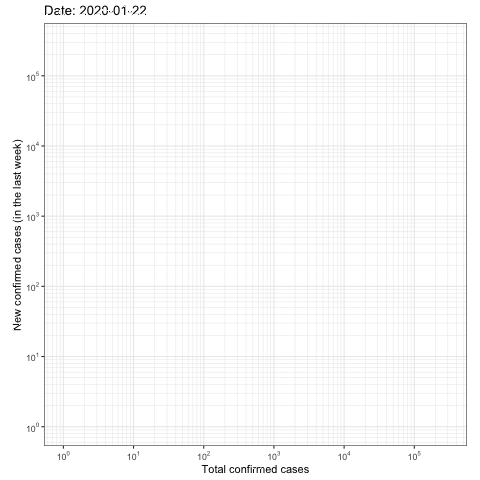 Date: 2020-01-22
New confirmed cases (in the last week)
10⁵
10⁴
10³
10²
10¹
10⁰
10⁰ 10¹ 10² 10³ 10⁴ 10⁵
Total confirmed cases